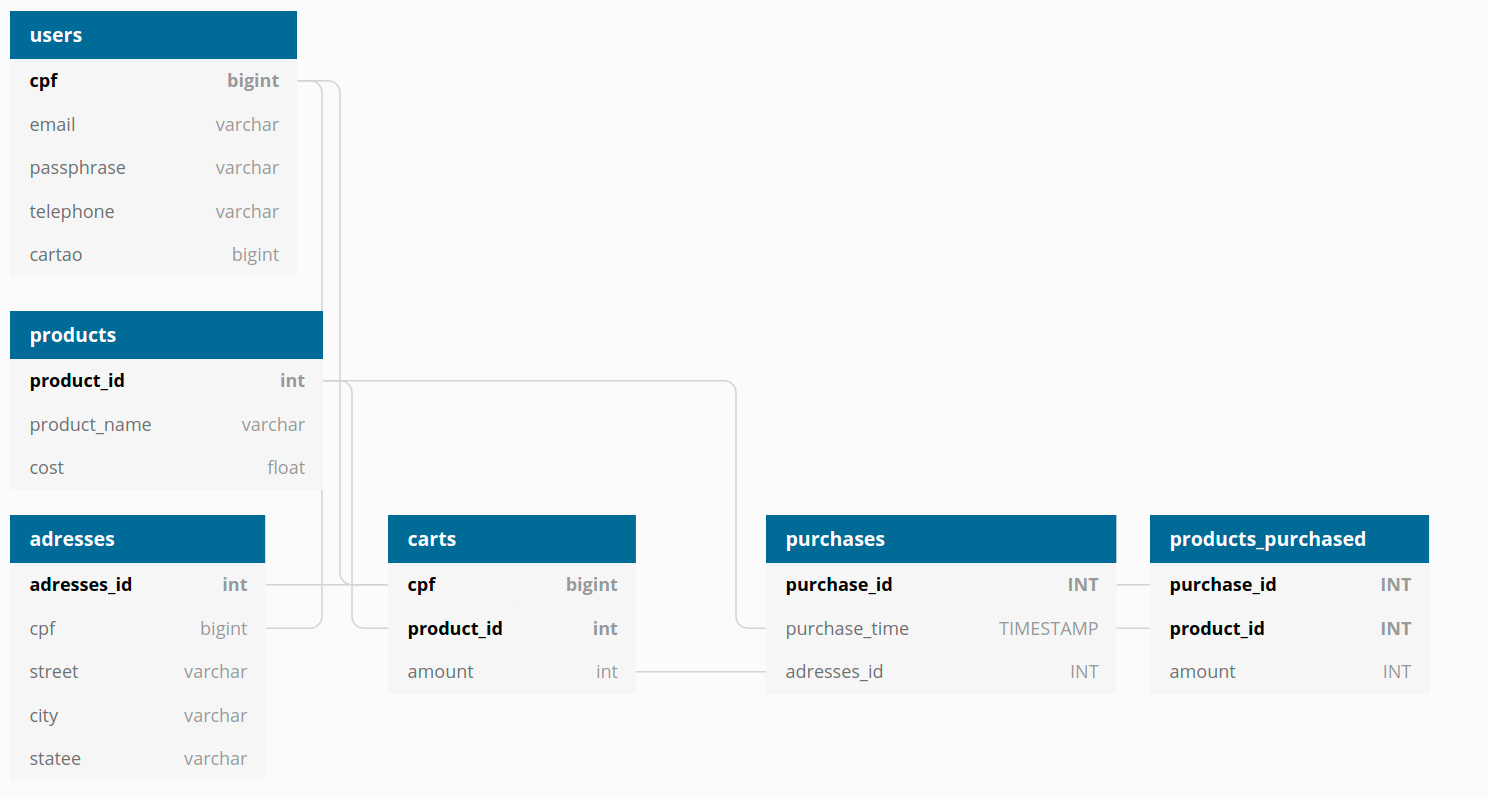 users
cpf bigint
email varchar
passphrase varchar
telephone varchar
cartao bigint
products
product_id int
product_name varchar
cost float
adresses
adresses_id int
cpf bigint
street varchar
city varchar
statee varchar
carts
cpf bigint
product_id int
amount int
purchases
purchase_id INT
purchase_time TIMESTAMP
adresses_id INT
products_purchased
purchase_id INT
product_id INT
amount INT